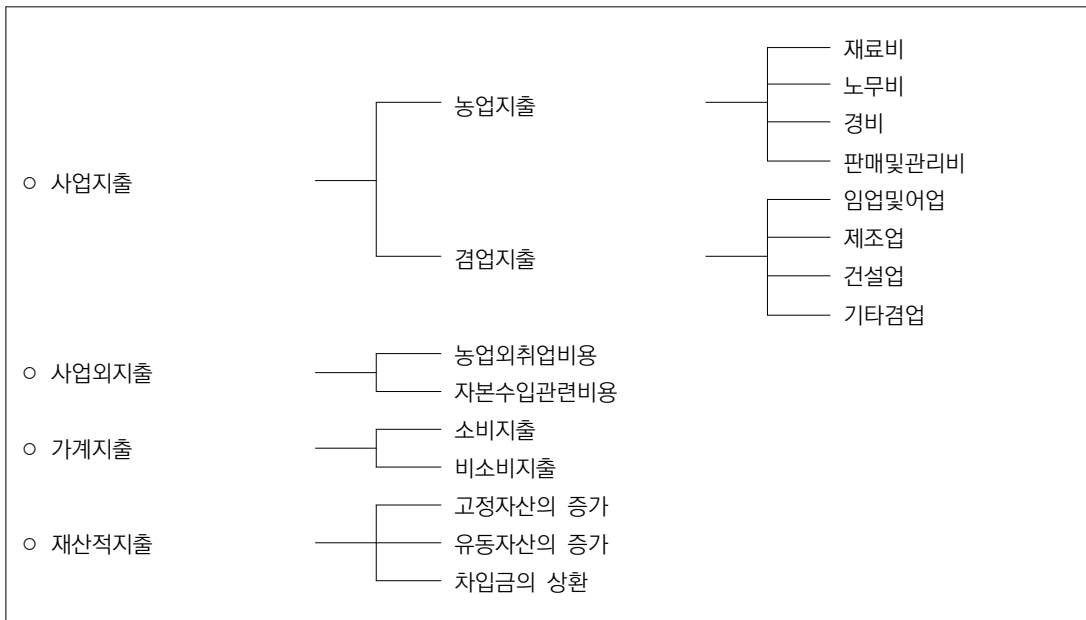 재료비
농업지출
노무비
경비
○ 사업지출
판매및관리비
임업및어업
겸업지출
제조업
건설업
기타겸업
○ 사업외지출
농업외취업비용
자본수입관련비용
○ 가계지출
소비지출
비소비지출
○ 재산적지출
고정자산의 증가
유동자산의 증가
차입금의 상환